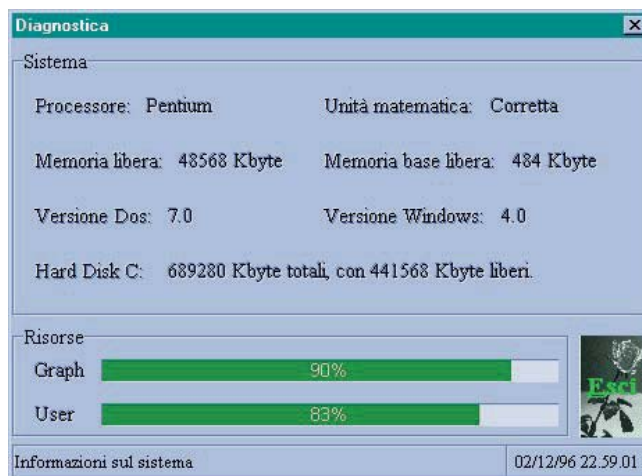 Diagnostica
Sistema
Processore: Pentium Unità matematica: Corretta
Memoria libera: 48568 Kbyte Memoria base libera: 484 Kbyte
Versione Dos: 7.0 Versione Windows: 4.0
Hard Disk C: 689280 Kbyte totali, con 441568 Kbyte liberi.
Risorse
Graph 90%
User 83%
Esci
Informazioni sul sistema 02/12/96 22.59.01